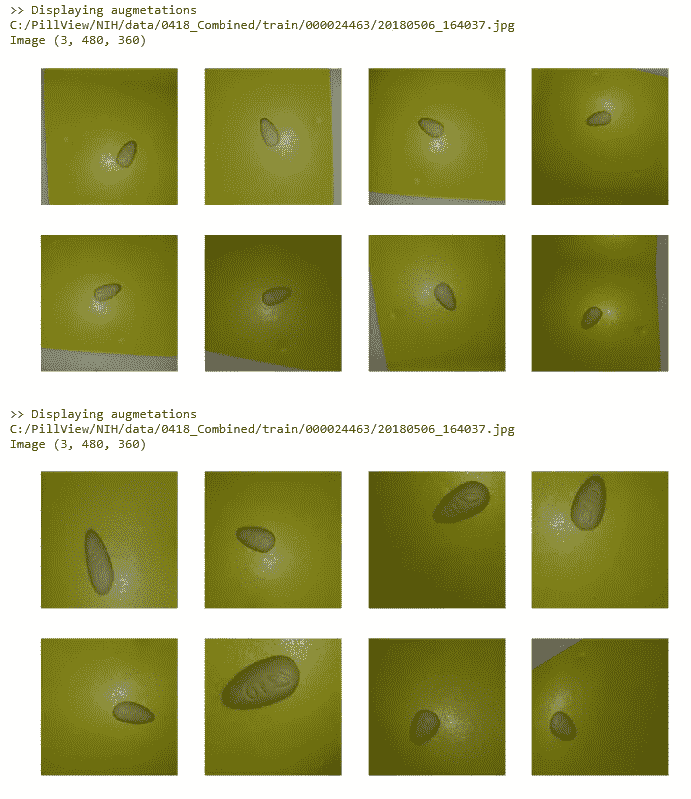 >> Displaying augmetations
C:/PillView/NIH/data/0418_Combined/train/000024463/20180506_164037.jpg
Image (3, 480, 360)
>> Displaying augmetations
C:/PillView/NIH/data/0418_Combined/train/000024463/20180506_164037.jpg
Image (3, 480, 360)